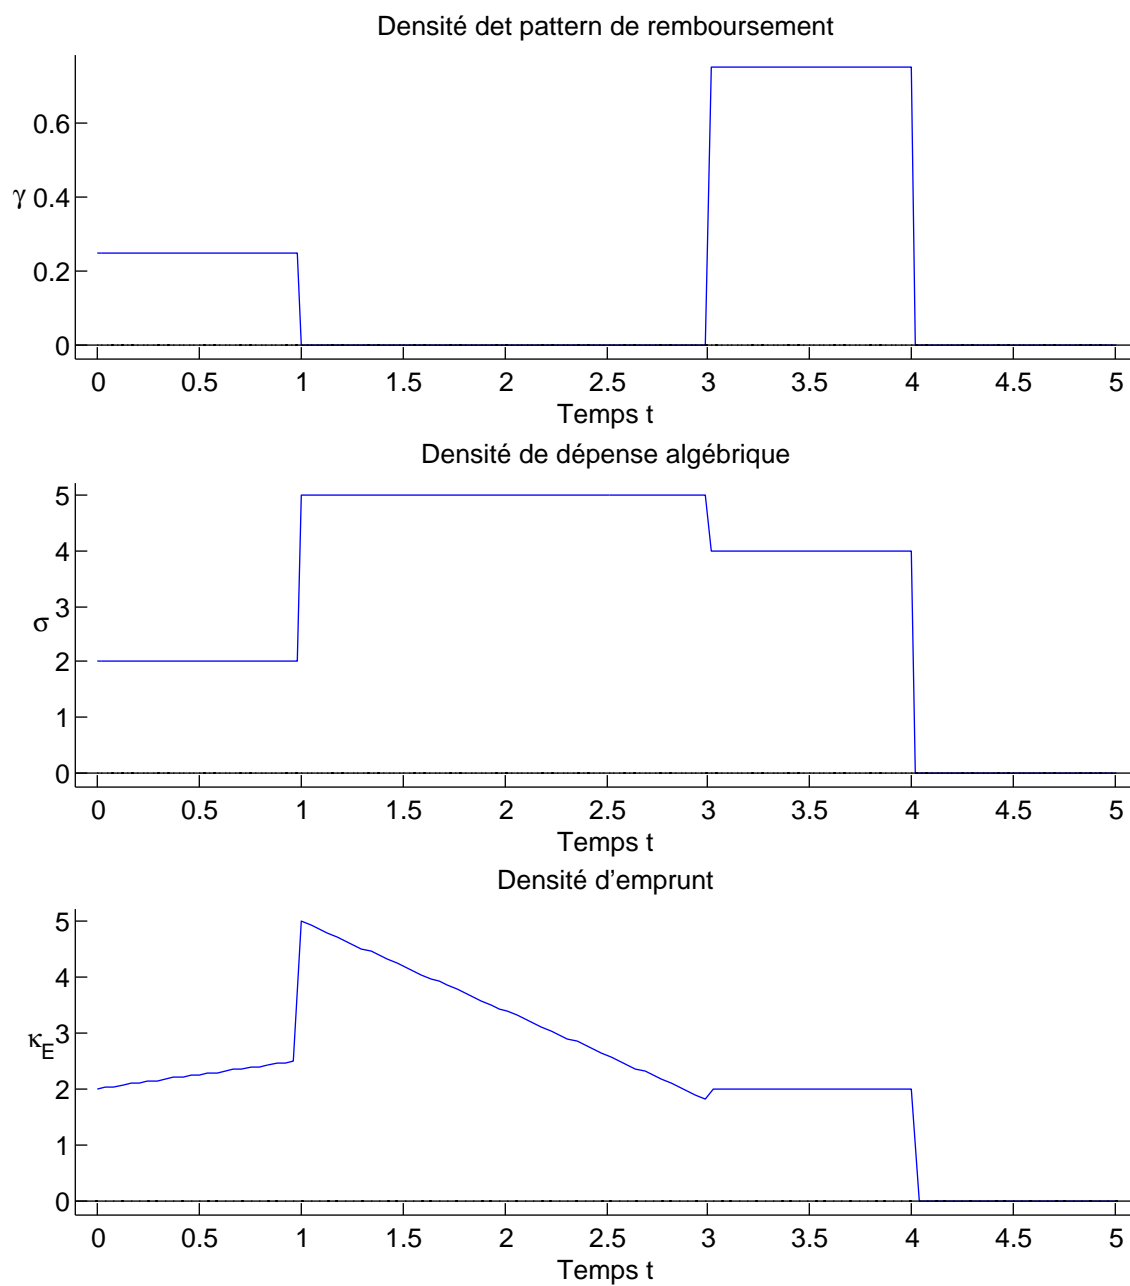 Densité det pattern de remboursement
0.6
γ 0.4
0.2
0
0 0.5 1 1.5 2 2.5 3 3.5 4 4.5 5
Temps t
Densité de dépense algébrique
5
4
3
σ
2
1
0
0 0.5 1 1.5 2 2.5 3 3.5 4 4.5 5
Temps t
Densité d'emprunt
5
4
3
κE
2
1
0
0 0.5 1 1.5 2 2.5 3 3.5 4 4.5 5
Temps t